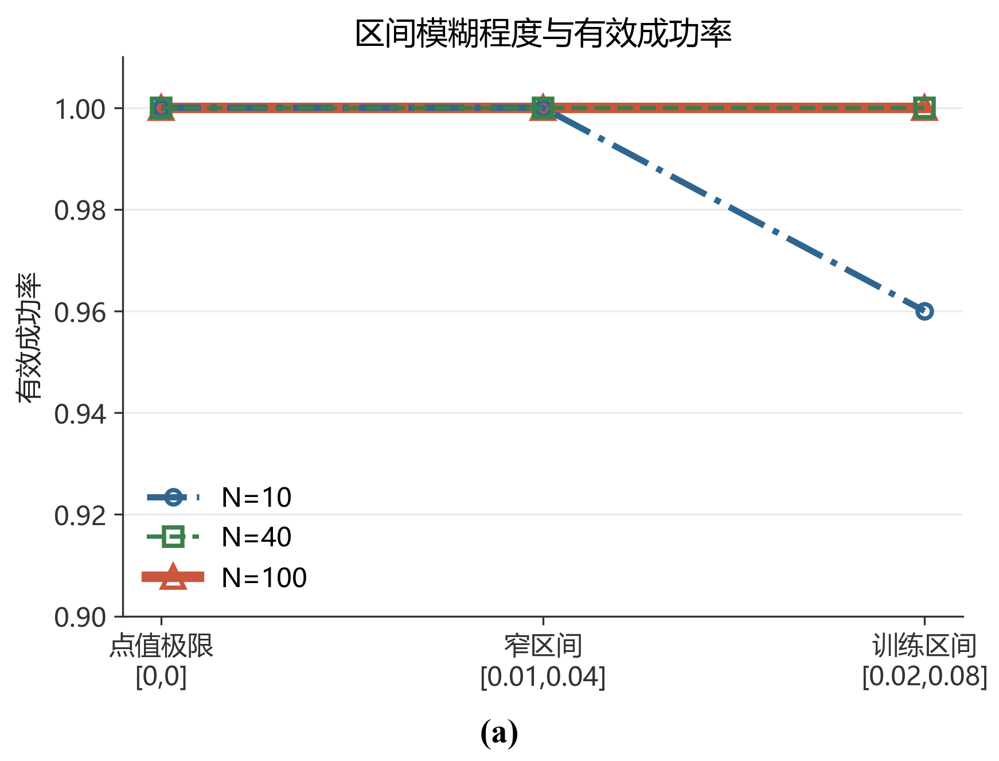 区间模糊程度与有效成功率
有效成功率
1.00
0.98
0.96
0.94
0.92
0.90
N=10
N=40
N=100
点值极限
[0,0]
窄区间
[0.01,0.04]
训练区间
[0.02,0.08]
(a)